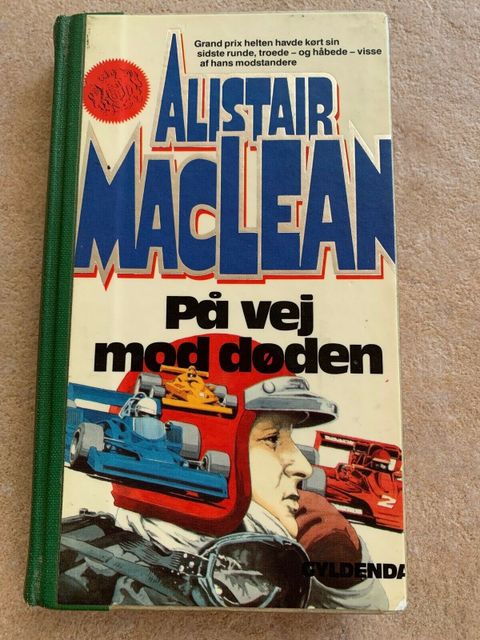 Grand prix helten havde kørt sin
sidste runde, troede – og håbede – visse
af hans modstandere
ALISTAIR
MACLEAN
På vej
mod døden
2
GYLDENDA